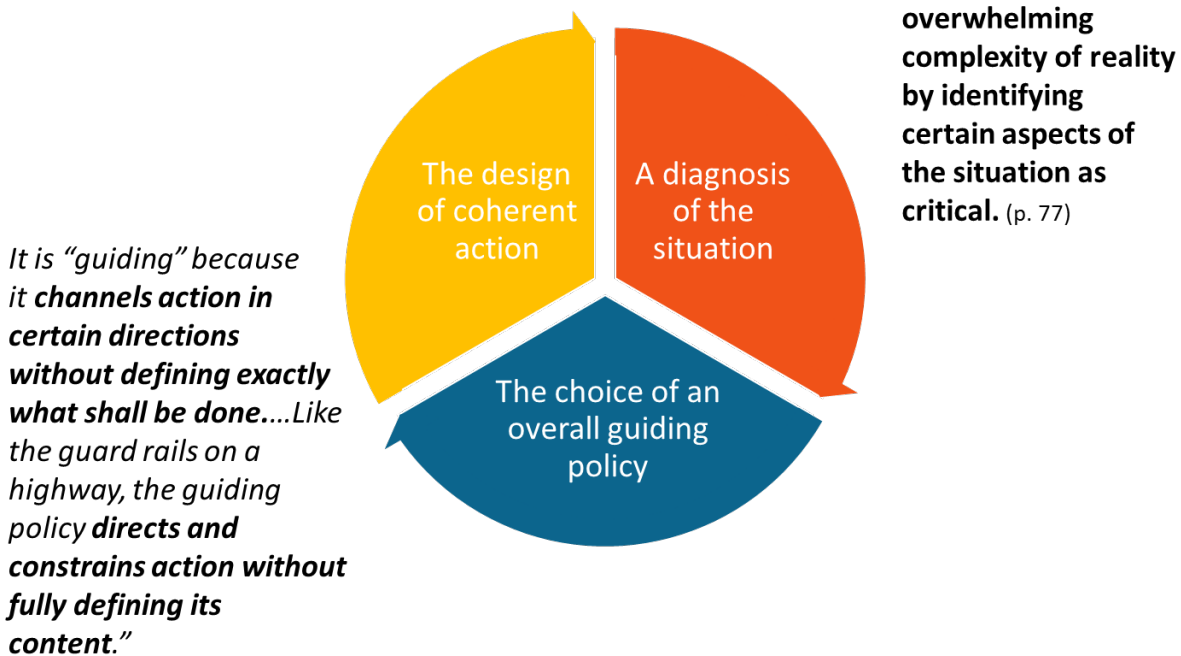 overwhelming
complexity of reality
by identifying
certain aspects of
the situation as
critical. (p. 77)
The design
of coherent
action
A diagnosis
of the
situation
The choice of an
overall guiding
policy
It is “guiding” because
it channels action in
certain directions
without defining exactly
what shall be done....Like
the guard rails on a
highway, the guiding
policy directs and
constrains action without
fully defining its
content.”